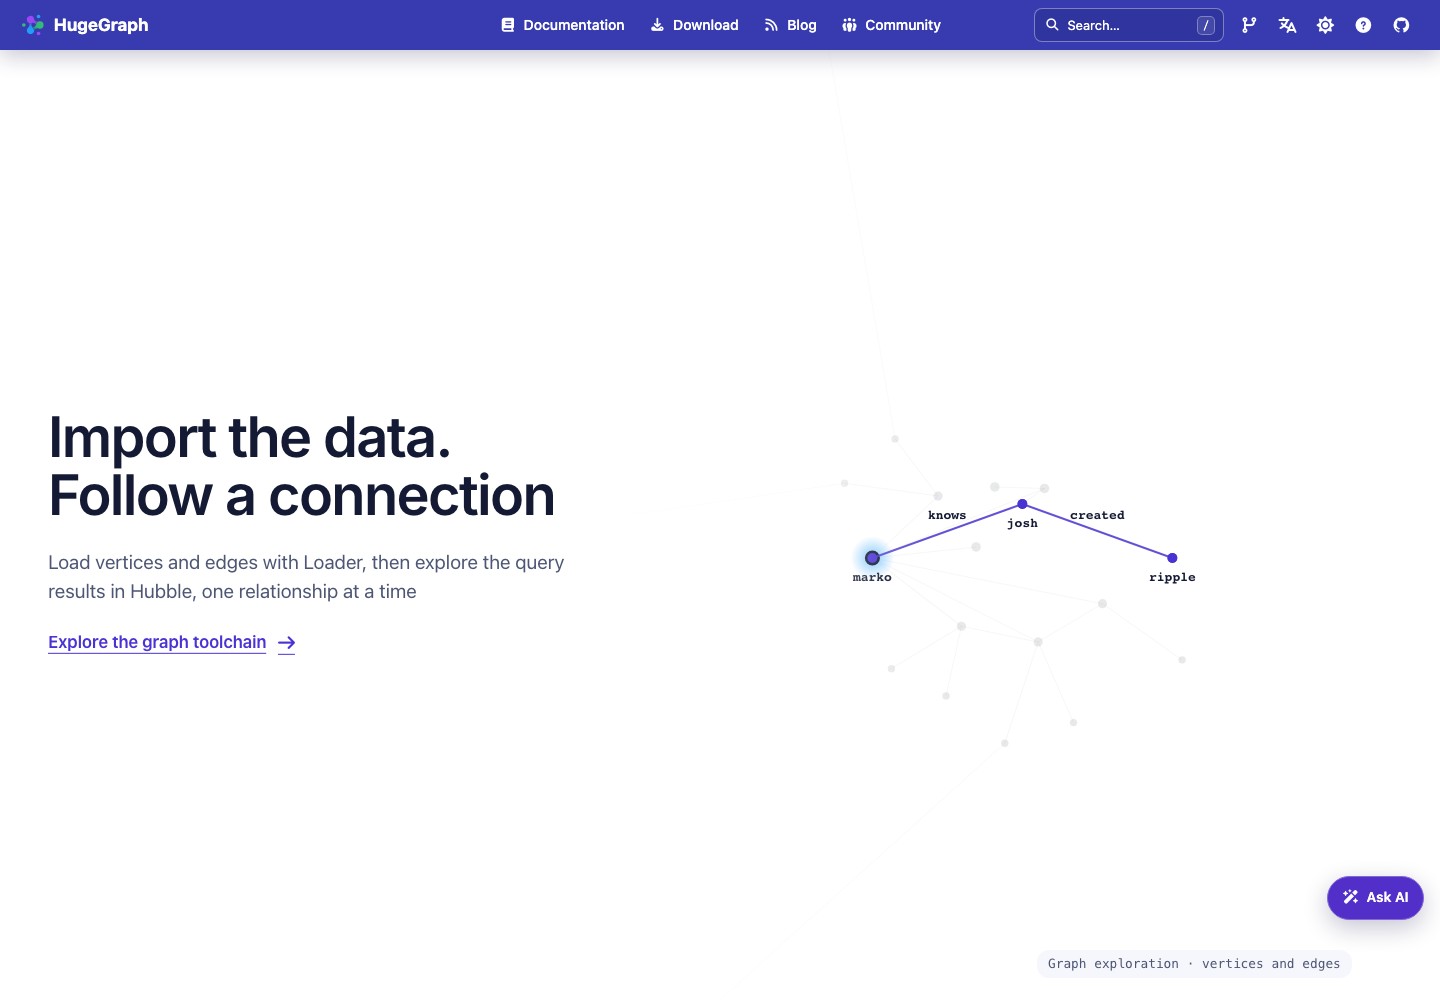 HugeGraph
Documentation
Download
Blog
Community
Search...
/
Import the data.
Follow a connection
Load vertices and edges with Loader, then explore the query
results in Hubble, one relationship at a time
Explore the graph toolchain
knows
josh
created
marko
ripple
Ask AI
Graph exploration · vertices and edges